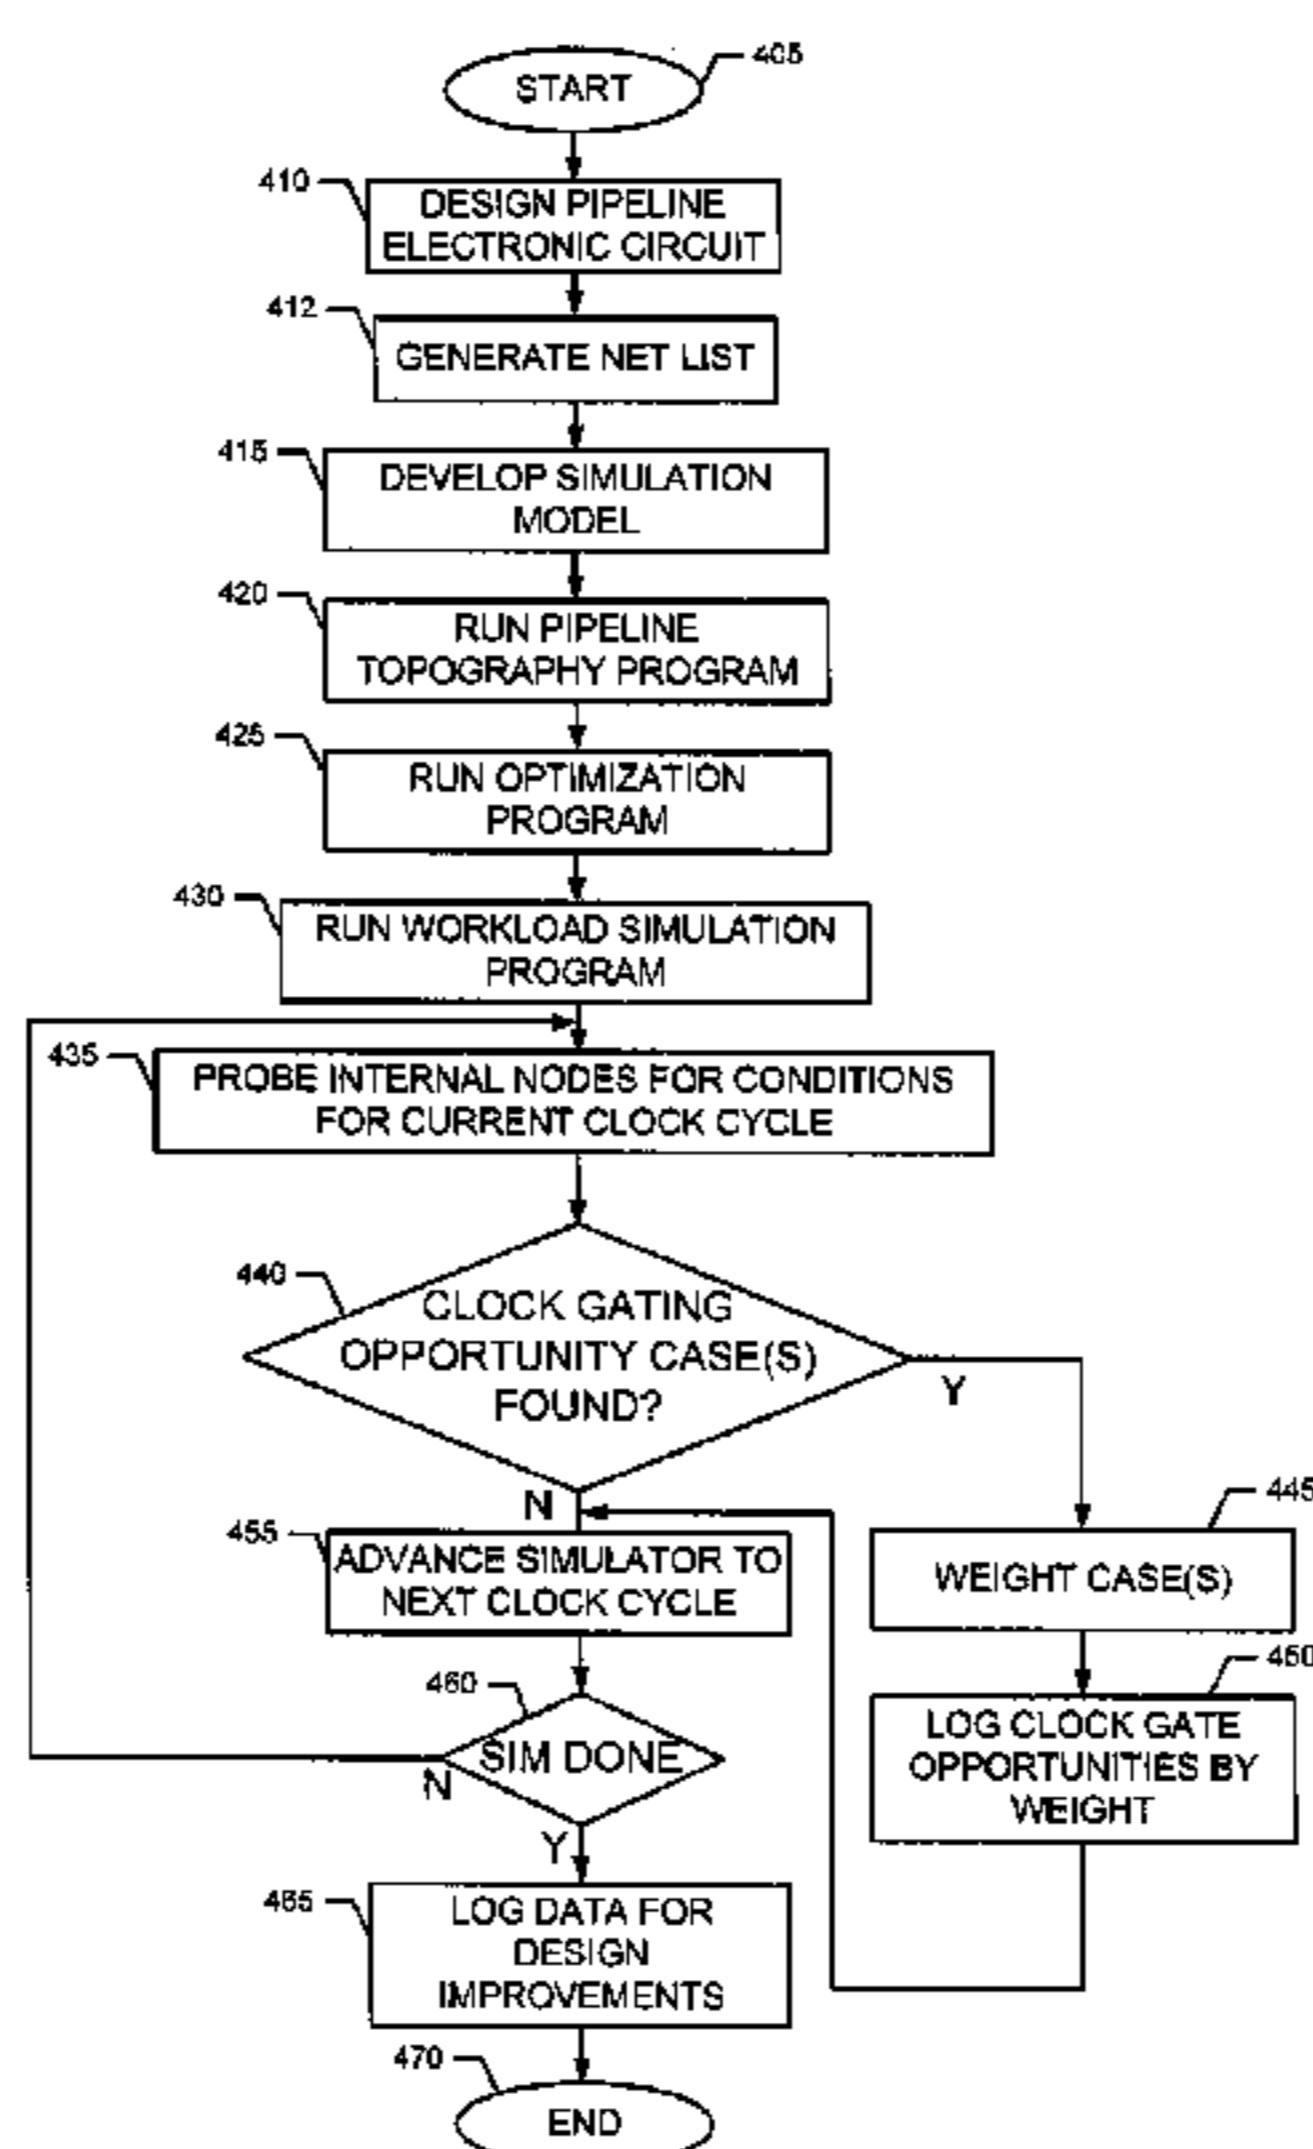 START
405
410
DESIGN PIPELINE
ELECTRONIC CIRCUIT
412
GENERATE NET LIST
415
DEVELOP SIMULATION
MODEL
420
RUN PIPELINE
TOPOGRAPHY PROGRAM
425
RUN OPTIMIZATION
PROGRAM
430
RUN WORKLOAD SIMULATION
PROGRAM
435
PROBE INTERNAL NODES FOR CONDITIONS
FOR CURRENT CLOCK CYCLE
440
CLOCK GATING
OPPORTUNITY CASE(S)
FOUND?
Y
N
445
WEIGHT CASE(S)
455
ADVANCE SIMULATOR TO
NEXT CLOCK CYCLE
450
LOG CLOCK GATE
OPPORTUNITIES BY
WEIGHT
460
SIM DONE
N
Y
465
LOG DATA FOR
DESIGN
IMPROVEMENTS
470
END